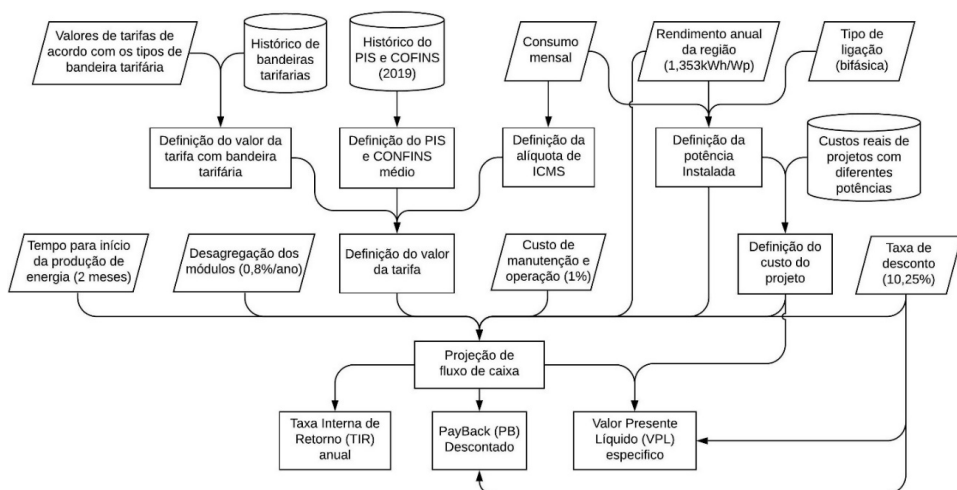 Valores de tarifas de
acordo com os tipos de
bandeira tarifária
Histórico de
bandeiras
tarifarias
Histórico do
PIS e COFINS
(2019)
Consumo
mensal
Rendimento anual
da região
(1,353kWh/Wp)
Tipo de
ligação
(bifásica)
Definição do valor da
tarifa com bandeira
tarifária
Definição do PIS
e CONFINS
médio
Definição da
alíquota de
ICMS
Definição da
potência
Instalada
Custos reais de
projetos com
diferentes
potências
Tempo para início
da produção de
energia (2 meses)
Desagregação dos
módulos (0,8%/ano)
Definição do valor
da tarifa
Custo de
manutenção e
operação (1%)
Definição do
custo do
projeto
Taxa de
desconto
(10,25%)
Projeção de
fluxo de caixa
Taxa Interna de
Retorno (TIR)
anual
PayBack (PB)
Descontado
Valor Presente
Líquido (VPL)
especifico